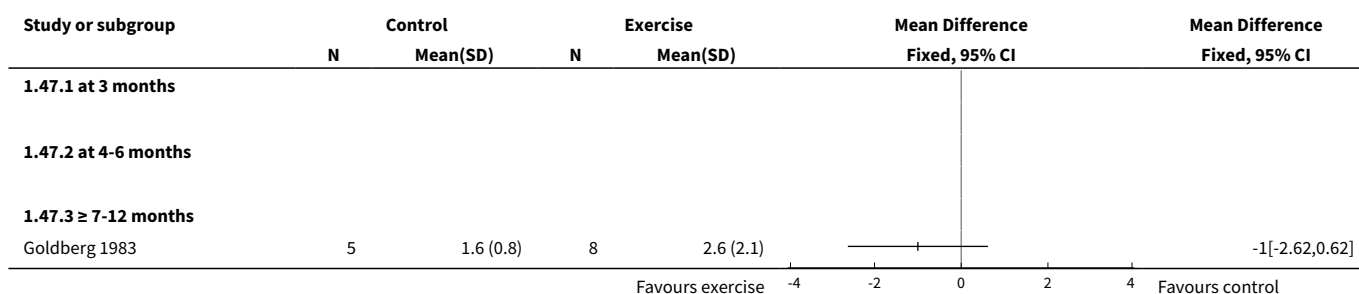 Study or subgroup Control Exercise Mean Difference Mean Difference
N Mean(SD) N Mean(SD) Fixed, 95% CI Fixed, 95% CI
1.47.1 at 3 months
1.47.2 at 4-6 months
1.47.3 ≥ 7-12 months
Goldberg 1983 5 1.6 (0.8) 8 2.6 (2.1) -1[-2.62,0.62]
Favours exercise -4 -2 0 2 4 Favours control